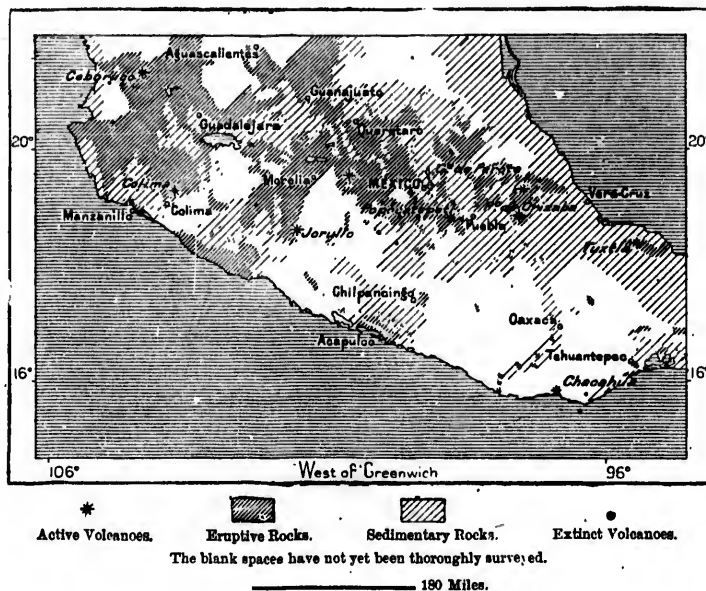 Aguascalientes
Ceboruco
Guanajuato
Guadalajara
Queretaro
20°
20°
Morelia
MEXICO
Colima
Vera-Cruz
Manzanillo
Colima
Puebla
Jorullo
Tuxtla
Chilpancingo
Oaxaca
Acapulco
Tehuantepec
16°
16°
106°
West of Greenwich
96°
Active Volcanoes.
Eruptive Rocks.
Sedimentary Rocks.
Extinct Volcanoes.
The blank spaces have not yet been thoroughly surveyed.
180 Miles.